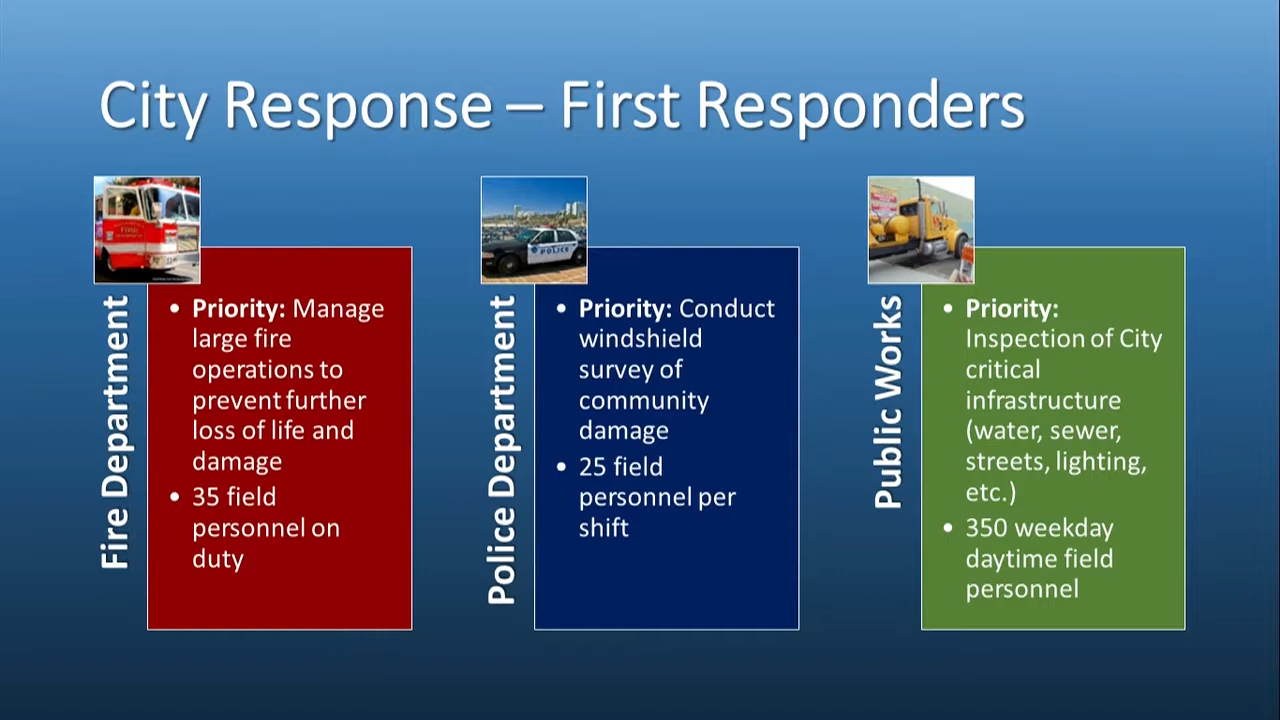 City Response – First Responders
Fire Department
• Priority: Manage
large fire
operations to
prevent further
loss of life and
damage
• 35 field
personnel on
duty
Police Department
• Priority: Conduct
windshield
survey of
community
damage
• 25 field
personnel per
shift
Public Works
• Priority:
Inspection of City
critical
infrastructure
(water, sewer,
streets, lighting,
etc.)
• 350 weekday
daytime field
personnel
FIRE
POLICE